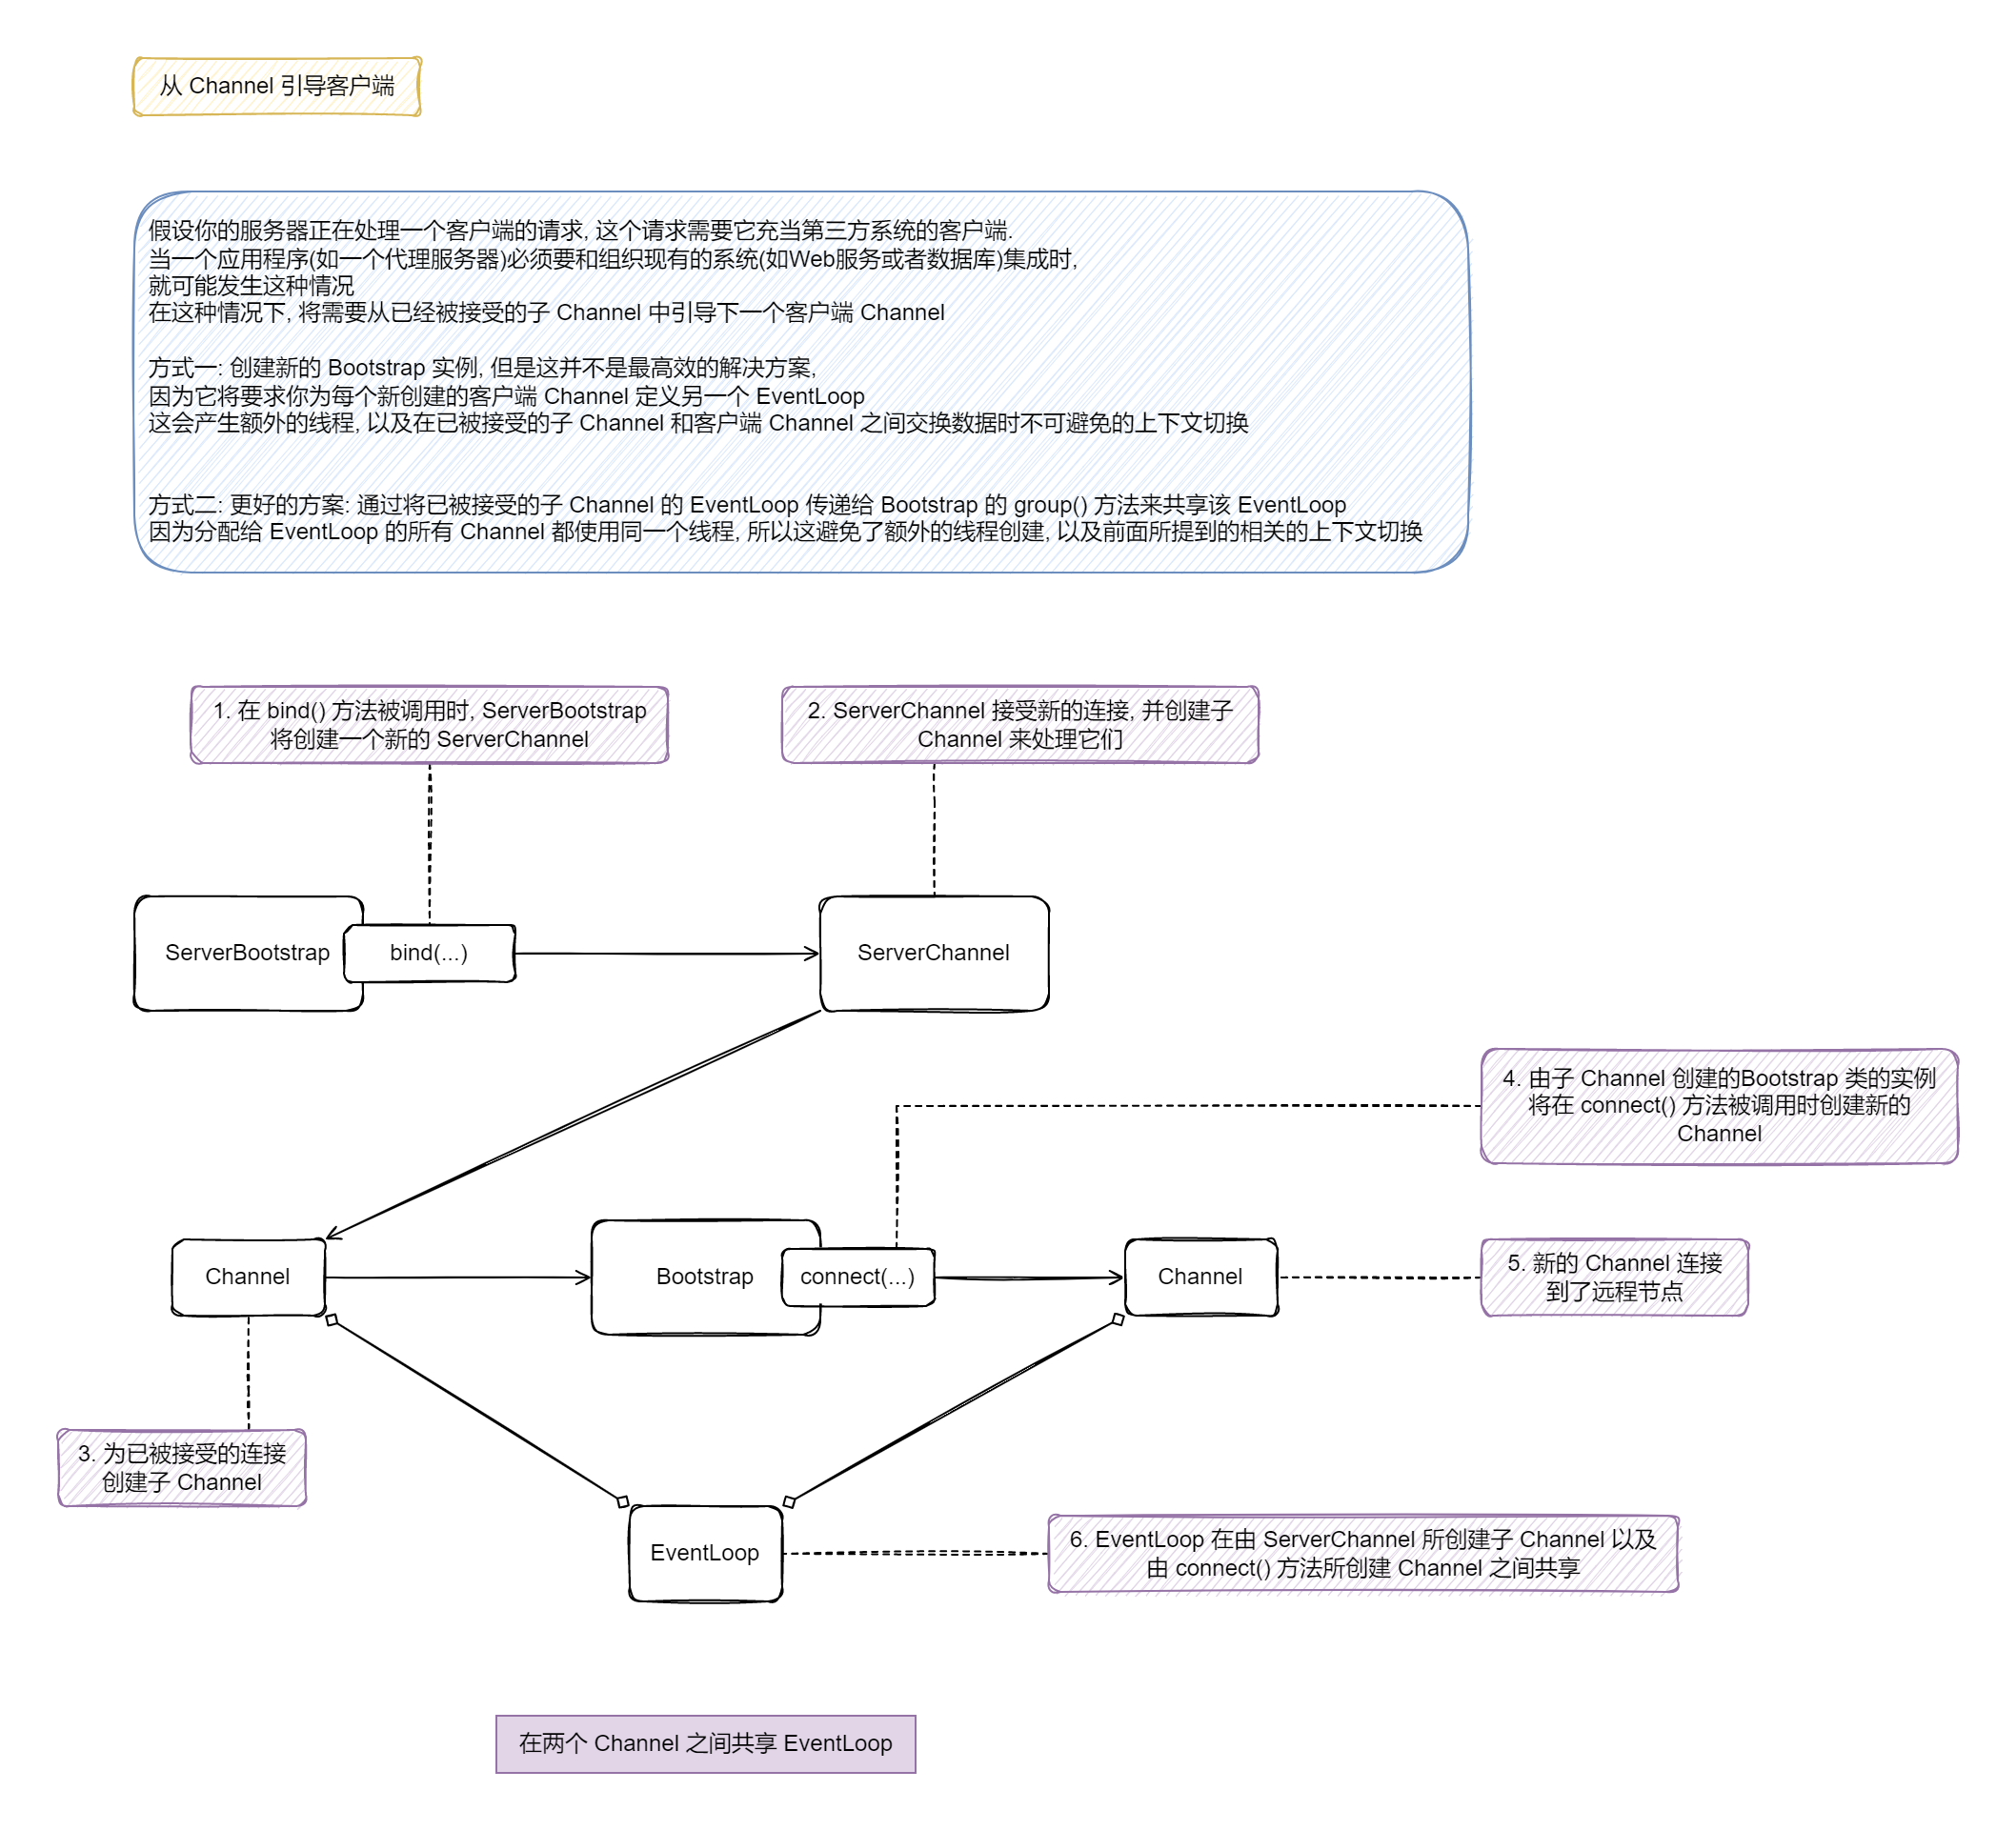 从 Channel 引导客户端
假设你的服务器正在处理一个客户端的请求, 这个请求需要它充当第三方系统的客户端.
当一个应用程序(如一个代理服务器)必须要和组织现有的系统(如Web服务或者数据库)集成时,
就可能发生这种情况
在这种情况下, 将需要从已经被接受的子 Channel 中引导下一个客户端 Channel
方式一: 创建新的 Bootstrap 实例, 但是这并不是最高效的解决方案,
因为它将要求你为每个新创建的客户端 Channel 定义另一个 EventLoop
这会产生额外的线程, 以及在已被接受的子 Channel 和客户端 Channel 之间交换数据时不可避免的上下文切换
方式二: 更好的方案: 通过将已被接受的子 Channel 的 EventLoop 传递给 Bootstrap 的 group() 方法来共享该 EventLoop
因为分配给 EventLoop 的所有 Channel 都使用同一个线程, 所以这避免了额外的线程创建, 以及前面所提到的相关的上下文切换
1. 在 bind() 方法被调用时, ServerBootstrap
将创建一个新的 ServerChannel
2. ServerChannel 接受新的连接, 并创建子
Channel 来处理它们
ServerBootstrap
bind(...)
ServerChannel
4. 由子 Channel 创建的Bootstrap 类的实例
将在 connect() 方法被调用时创建新的
Channel
Channel
Bootstrap
connect(...)
Channel
5. 新的 Channel 连接
到了远程节点
3. 为已被接受的连接
创建子 Channel
EventLoop
6. EventLoop 在由 ServerChannel 所创建子 Channel 以及
由 connect() 方法所创建 Channel 之间共享
在两个 Channel 之间共享 EventLoop